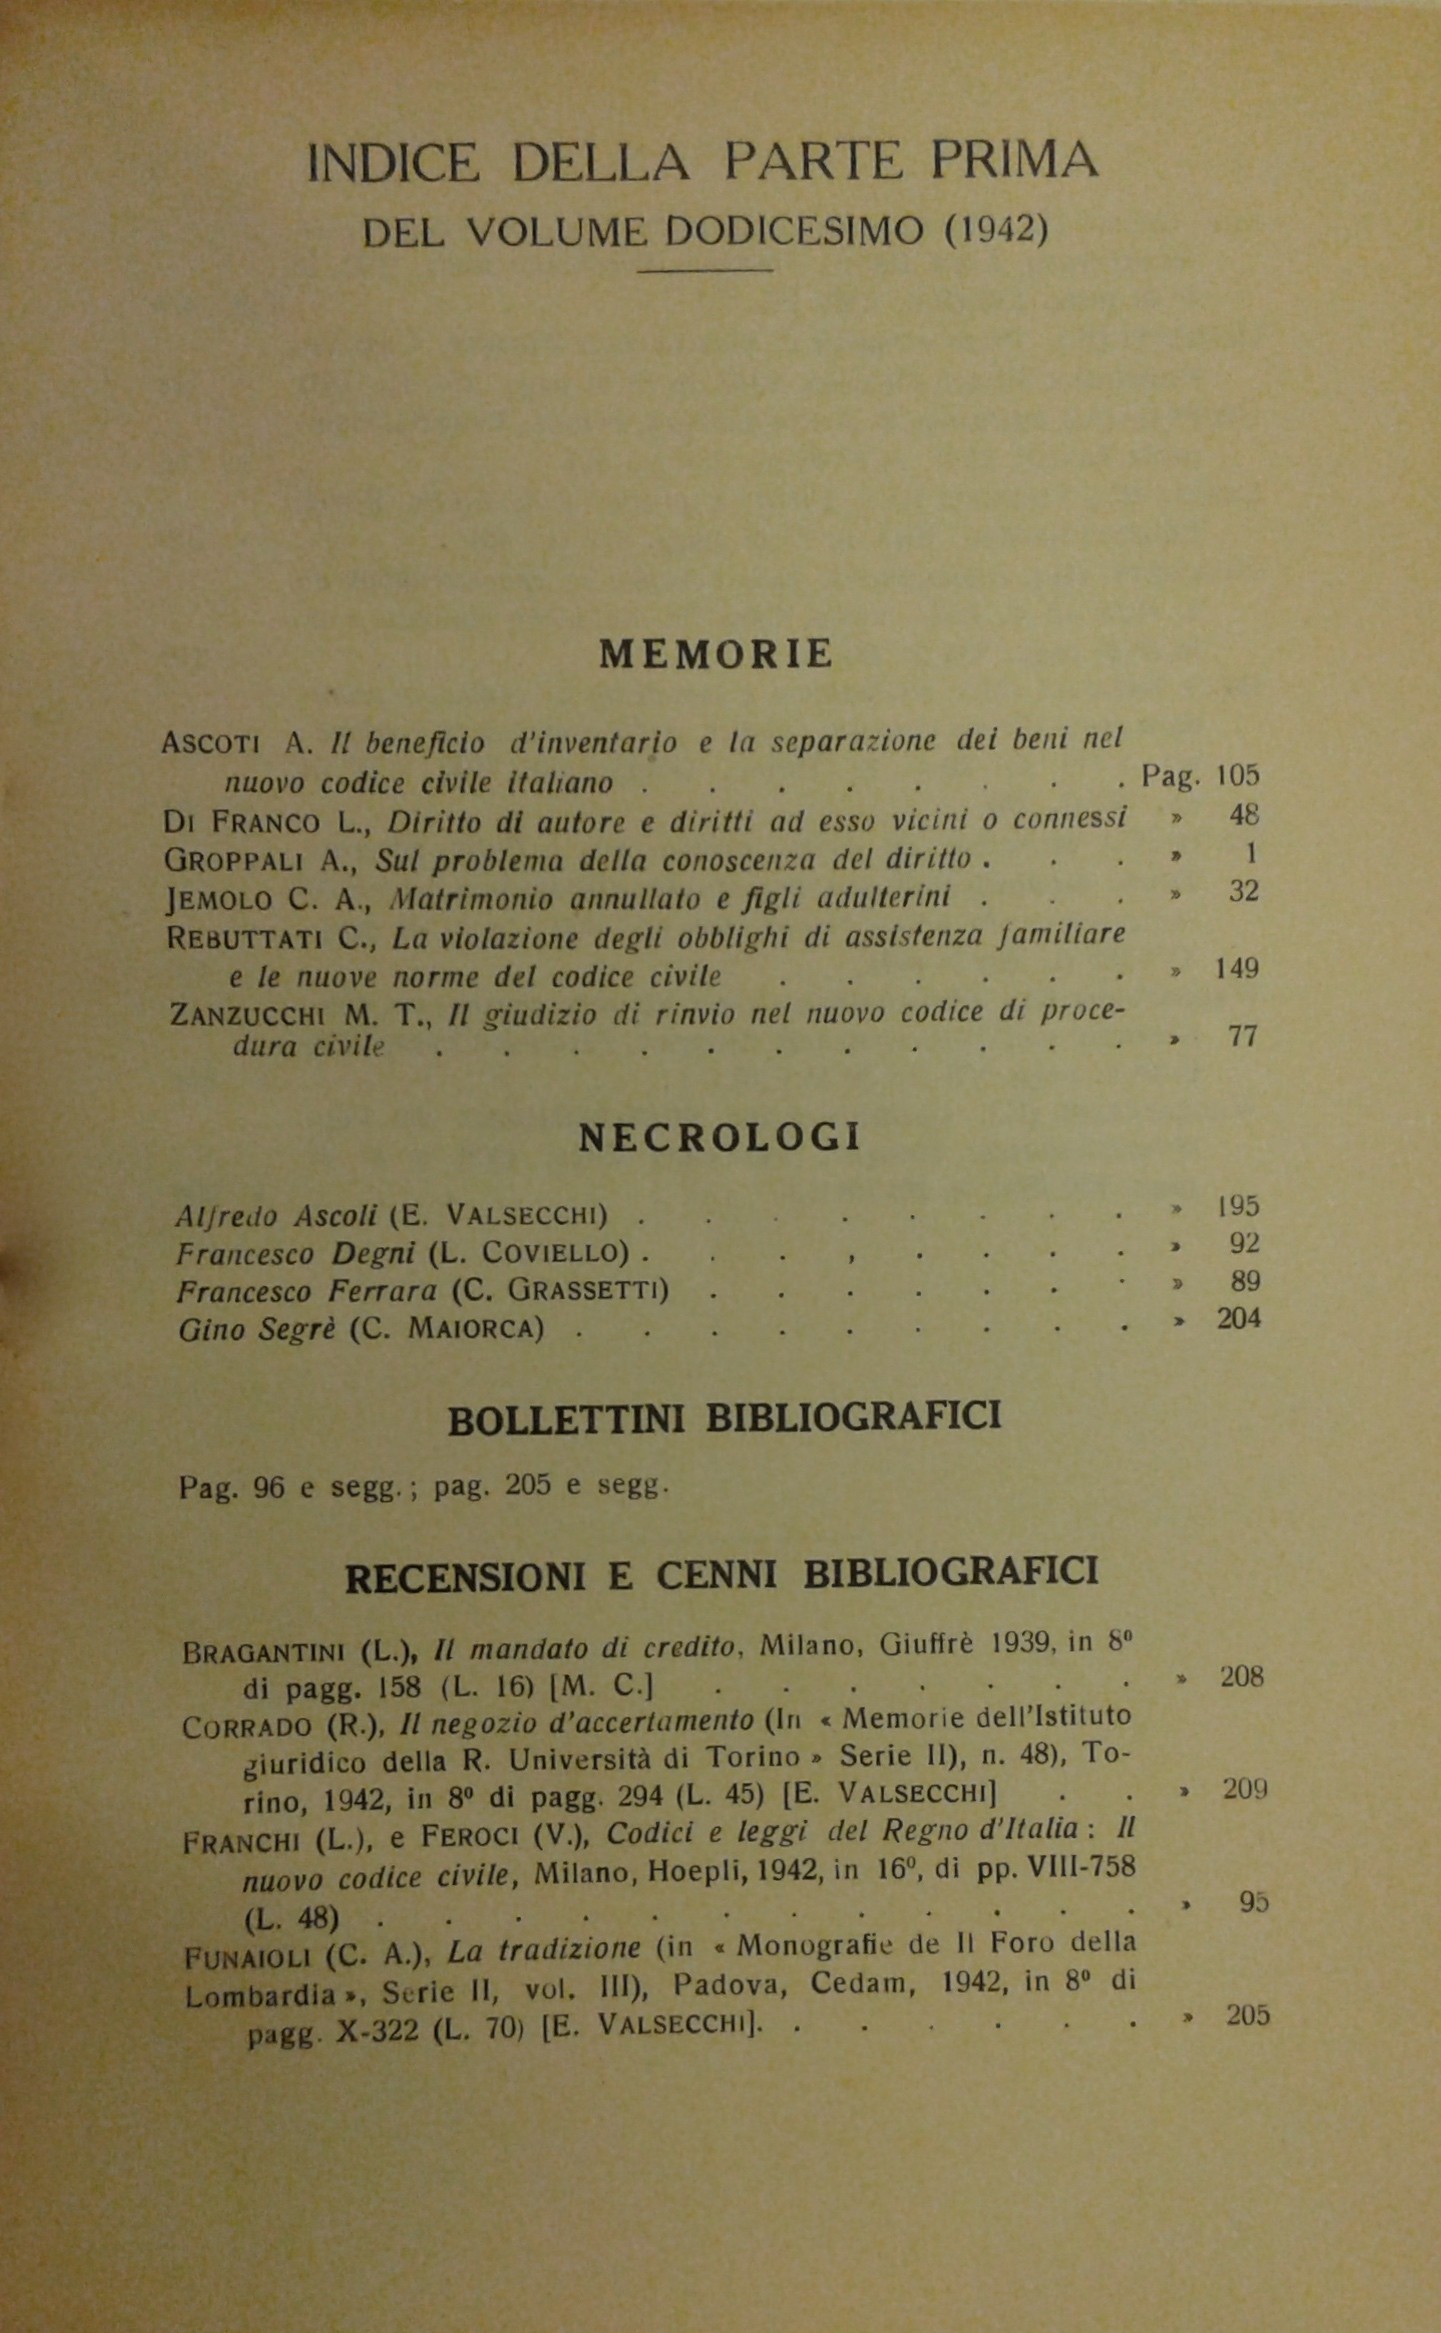 INDICE DELLA PARTE PRIMA
DEL VOLUME DODICESIMO (1942)
MEMORIE
ASCOTI A. Il beneficio d'inventario e la separazione dei beni nel
nuovo codice civile italiano . . . . . . . . Pag. 105
DI FRANCO L., Diritto di autore e diritti ad esso vicini o connessi » 48
GROPPALI A., Sul problema della conoscenza del diritto . . . » 1
JEMOLO C. A., Matrimonio annullato e figli adulterini . . . » 32
REBUTTATI C., La violazione degli obblighi di assistenza familiare
e le nuove norme del codice civile . . . . . . » 149
ZANZUCCHI M. T., Il giudizio di rinvio nel nuovo codice di proce-
dura civile . . . . . . . . . . . » 77
NECROLOGI
Alfredo Ascoli (E. VALSECCHI) . . . . . . . . » 195
Francesco Degni (L. COVIELLO) . . . , . . . . » 92
Francesco Ferrara (C. GRASSETTI) . . . . . . . » 89
Gino Segrè (C. MAIORCA) . . . . . . . . . » 204
BOLLETTINI BIBLIOGRAFICI
Pag. 96 e segg. ; pag. 205 e segg.
RECENSIONI E CENNI BIBLIOGRAFICI
BRAGANTINI (L.), Il mandato di credito, Milano, Giuffrè 1939, in 8º
di pagg. 158 (L. 16) [M. C.] . . . . . . . » 208
CORRADO (R.), Il negozio d'accertamento (In « Memorie dell'Istituto
giuridico della R. Università di Torino » Serie II), n. 48), To-
rino, 1942, in 8º di pagg. 294 (L. 45) [E. VALSECCHI] . . » 209
FRANCHI (L.), e FEROCI (V.), Codici e leggi del Regno d'Italia : Il
nuovo codice civile, Milano, Hoepli, 1942, in 16º, di pp. VIII-758
(L. 48) . . . . . . . . . . . . » 95
FUNAIOLI (C. A.), La tradizione (in « Monografie de Il Foro della
Lombardia », Serie II, vol. III), Padova, Cedam, 1942, in 8º di
pagg. X-322 (L. 70) [E. VALSECCHI]. . . . . . . » 205